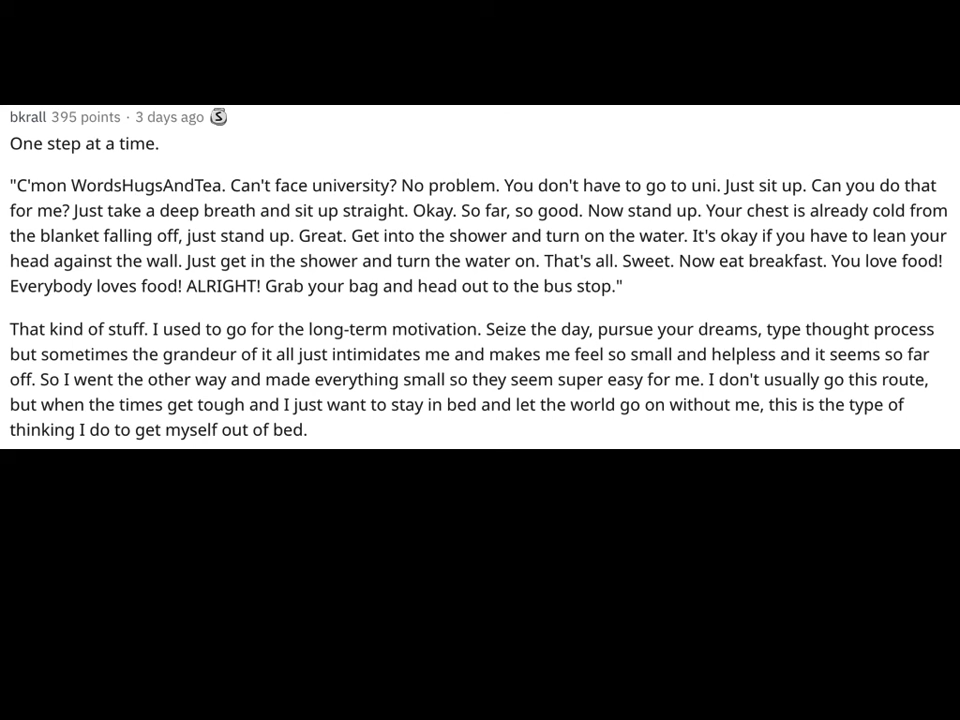 bkrall 395 points · 3 days ago
One step at a time.
"C'mon WordsHugsAndTea. Can't face university? No problem. You don't have to go to uni. Just sit up. Can you do that
for me? Just take a deep breath and sit up straight. Okay. So far, so good. Now stand up. Your chest is already cold from
the blanket falling off, just stand up. Great. Get into the shower and turn on the water. It's okay if you have to lean your
head against the wall. Just get in the shower and turn the water on. That's all. Sweet. Now eat breakfast. You love food!
Everybody loves food! ALRIGHT! Grab your bag and head out to the bus stop."
That kind of stuff. I used to go for the long-term motivation. Seize the day, pursue your dreams, type thought process
but sometimes the grandeur of it all just intimidates me and makes me feel so small and helpless and it seems so far
off. So I went the other way and made everything small so they seem super easy for me. I don't usually go this route,
but when the times get tough and I just want to stay in bed and let the world go on without me, this is the type of
thinking I do to get myself out of bed.